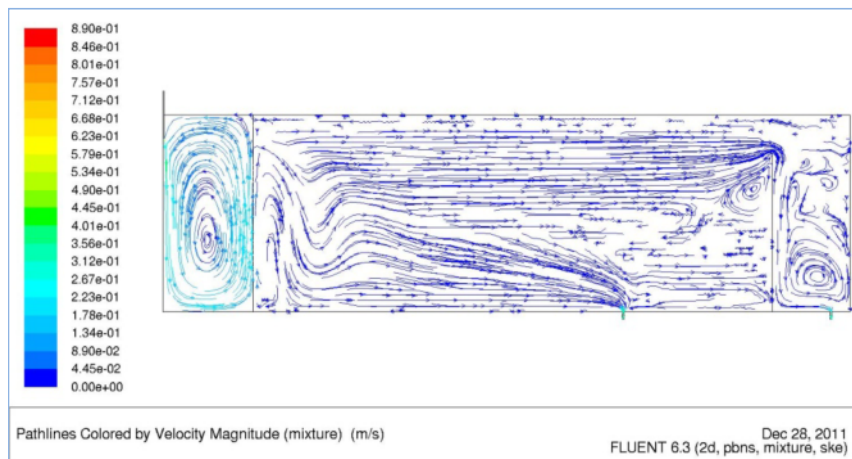 8.90e-01
8.46e-01
8.01e-01
7.57e-01
7.12e-01
6.68e-01
6.23e-01
5.79e-01
5.34e-01
4.90e-01
4.45e-01
4.01e-01
3.56e-01
3.12e-01
2.67e-01
2.23e-01
1.78e-01
1.34e-01
8.90e-02
4.45e-02
0.00e+00
Pathlines Colored by Velocity Magnitude (mixture) (m/s)
Dec 28, 2011
FLUENT 6.3 (2d, pbns, mixture, ske)